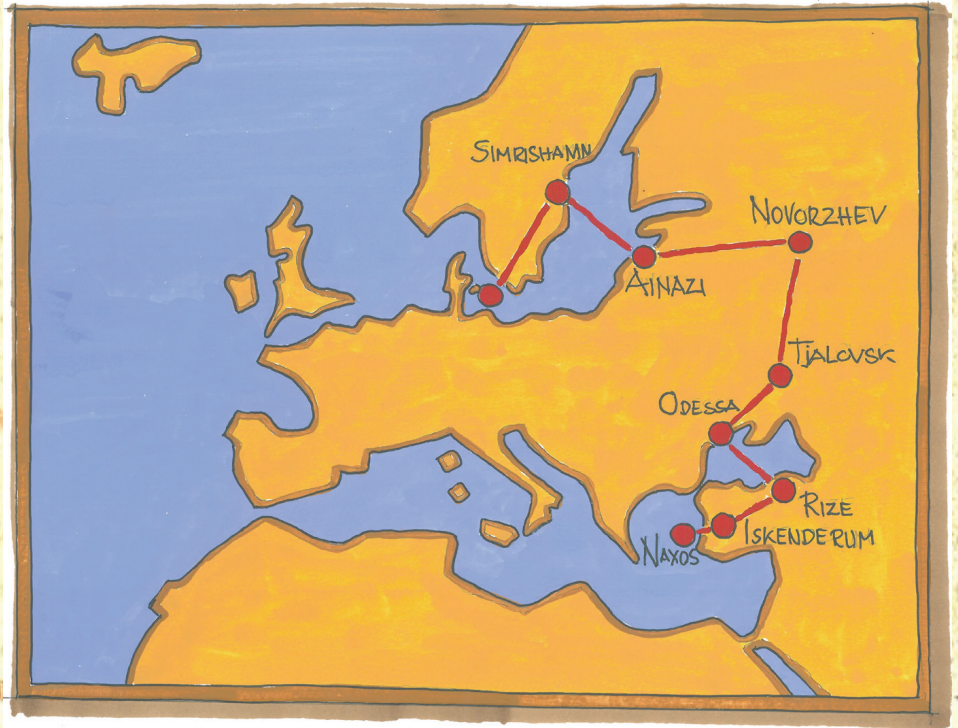 SIMRISHAMN
NOVORZHEV
AINAZI
TJALOVSK
ODESSA
RIZE
ISKENDERUM
NAXOS